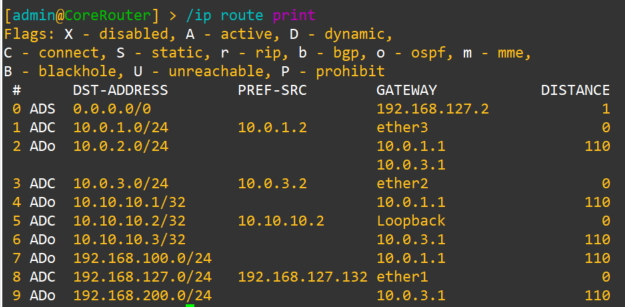 [admin@CoreRouter] > /ip route print
Flags: X - disabled, A - active, D - dynamic,
C - connect, S - static, r - rip, b - bgp, o - ospf, m - mme,
B - blackhole, U - unreachable, P - prohibit
 #      DST-ADDRESS        PREF-SRC        GATEWAY            DISTANCE
 0 ADS  0.0.0.0/0                          192.168.127.2             1
 1 ADC  10.0.1.0/24        10.0.1.2        ether3                    0
 2 ADo  10.0.2.0/24                        10.0.1.1                110
                                           10.0.3.1
 3 ADC  10.0.3.0/24        10.0.3.2        ether2                    0
 4 ADo  10.10.10.1/32                      10.0.1.1                110
 5 ADC  10.10.10.2/32      10.10.10.2      Loopback                  0
 6 ADo  10.10.10.3/32                      10.0.3.1                110
 7 ADo  192.168.100.0/24                   10.0.1.1                110
 8 ADC  192.168.127.0/24   192.168.127.132 ether1                    0
 9 ADo  192.168.200.0/24                   10.0.3.1                110